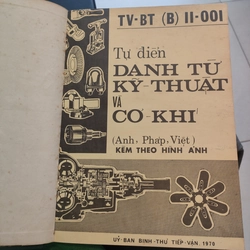 TV-BT (B) II-001
Tự điển
DANH TỪ
KỸ-THUẬT
VÀ
CƠ-KHÍ
(Anh, Pháp, Việt)
KÈM THEO HÌNH ẢNH
ỦY BAN BINH-THƯ TIẾP-VẬN, 1970